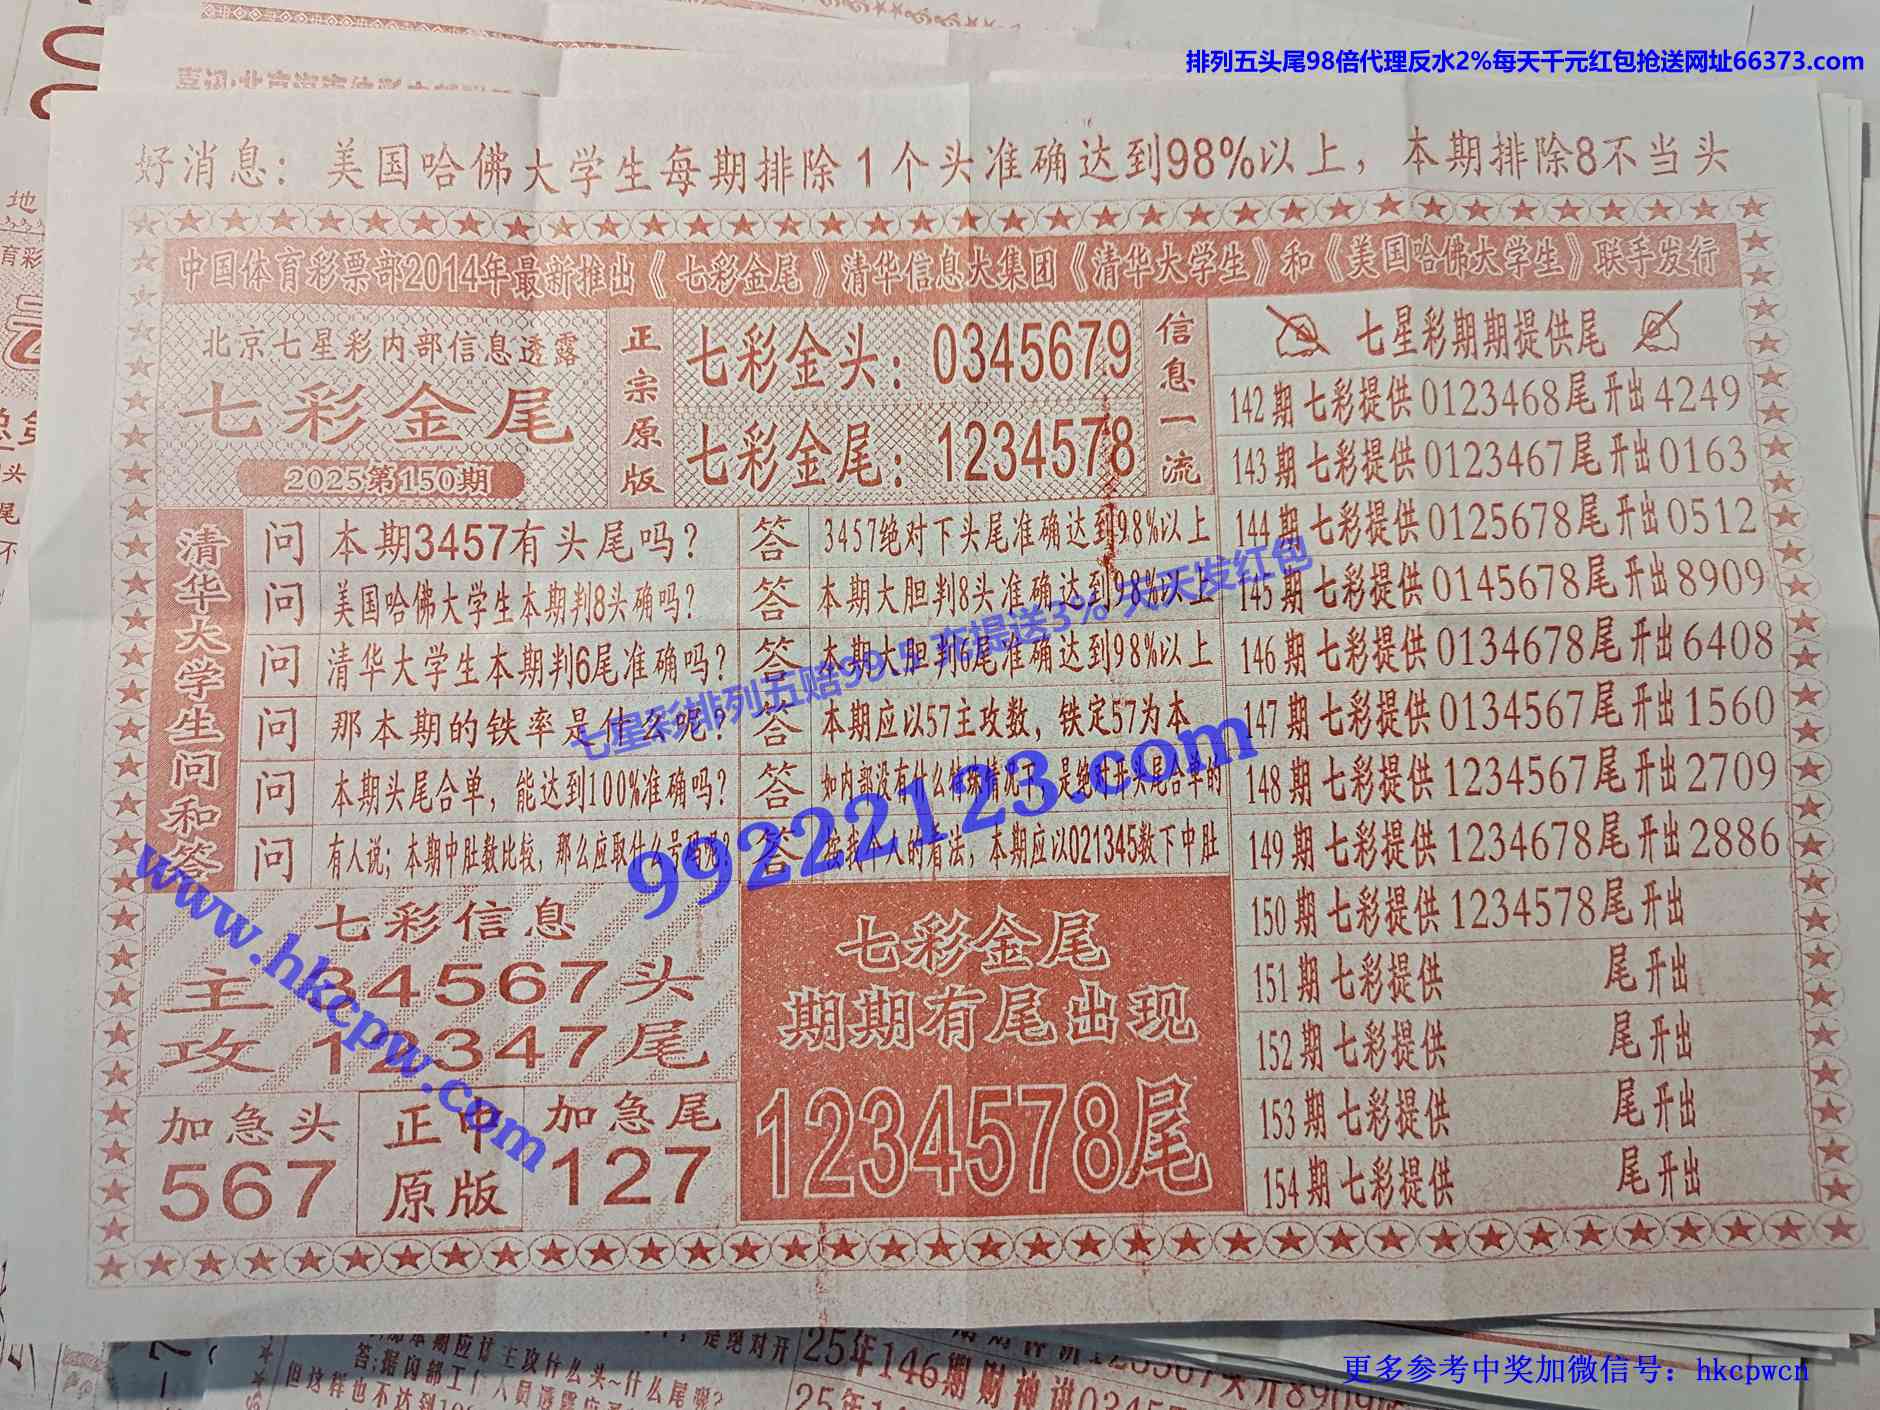 排列五头尾98倍代理反水2%每天千元红包抢送网址66373.com
好消息：美国哈佛大学生每期排除1个头准确达到98%以上，本期排除8不当头
中国体育彩票部2014年最新推出《七彩金尾》清华信息大集团《清华大学生》和《美国哈佛大学生》联手发行
北京七星彩内部信息透露
七彩金尾
2025第150期
正宗原版
七彩金头：0345679
七彩金尾：1234578
信息一流
七星彩期期提供尾
142期七彩提供0123468尾开出4249
143期七彩提供0123467尾开出0163
144期七彩提供0125678尾开出0512
145期七彩提供0145678尾开出8909
146期七彩提供0134678尾开出6408
147期七彩提供0134567尾开出1560
148期七彩提供1234567尾开出2709
149期七彩提供1234678尾开出2886
150期七彩提供1234578尾开出
151期七彩提供 尾开出
152期七彩提供 尾开出
153期七彩提供 尾开出
154期七彩提供 尾开出
清华大学生问和答
问 本期3457有头尾吗？ 答 3457绝对下头尾准确达到98%以上
问 美国哈佛大学生本期判8头确吗？ 答 本期大胆判8头准确达到98%以上
问 清华大学生本期判6尾准确吗？ 答 本期大胆判6尾准确达到98%以上
问 那本期的铁率是什么呢？ 答 本期应以57主攻数，铁定57为本
问 本期头尾合单，能达到100%准确吗？ 答 如内部没有什么特殊情况下，是绝对开头尾合单的
问 有人说；本期中肚数比较，那么应取什么号码呢？ 答 按我个人的看法，本期应以021345数下中肚
七星彩排列五赔99.5 充提送3% 天天发红包
99222123.com
www.hkcpw.com
七彩信息
主攻
34567头
12347尾
加急头
567
正中原版
加急尾
127
七彩金尾
期期有尾出现
1234578尾
25年146期财神讲
更多参考中奖加微信号：hkcpwcn